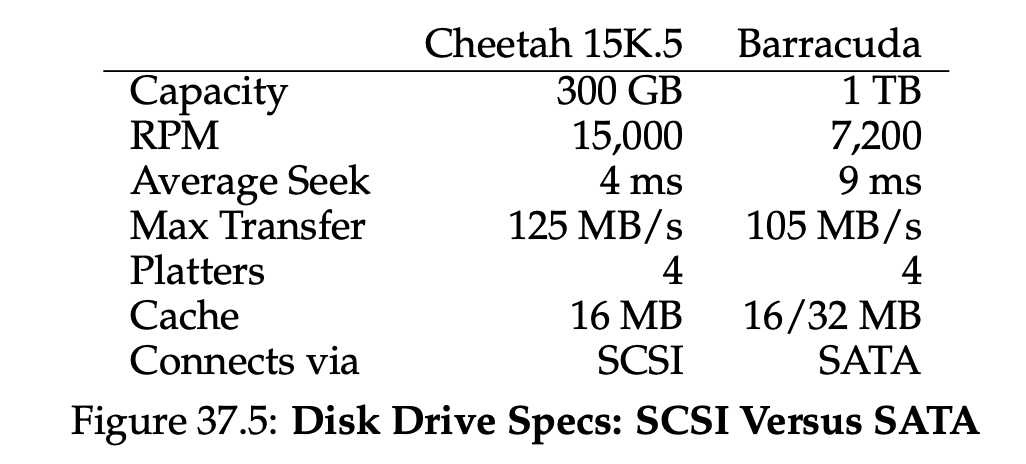 Cheetah 15K.5 Barracuda
Capacity 300 GB 1 TB
RPM 15,000 7,200
Average Seek 4 ms 9 ms
Max Transfer 125 MB/s 105 MB/s
Platters 4 4
Cache 16 MB 16/32 MB
Connects via SCSI SATA
Figure 37.5: Disk Drive Specs: SCSI Versus SATA